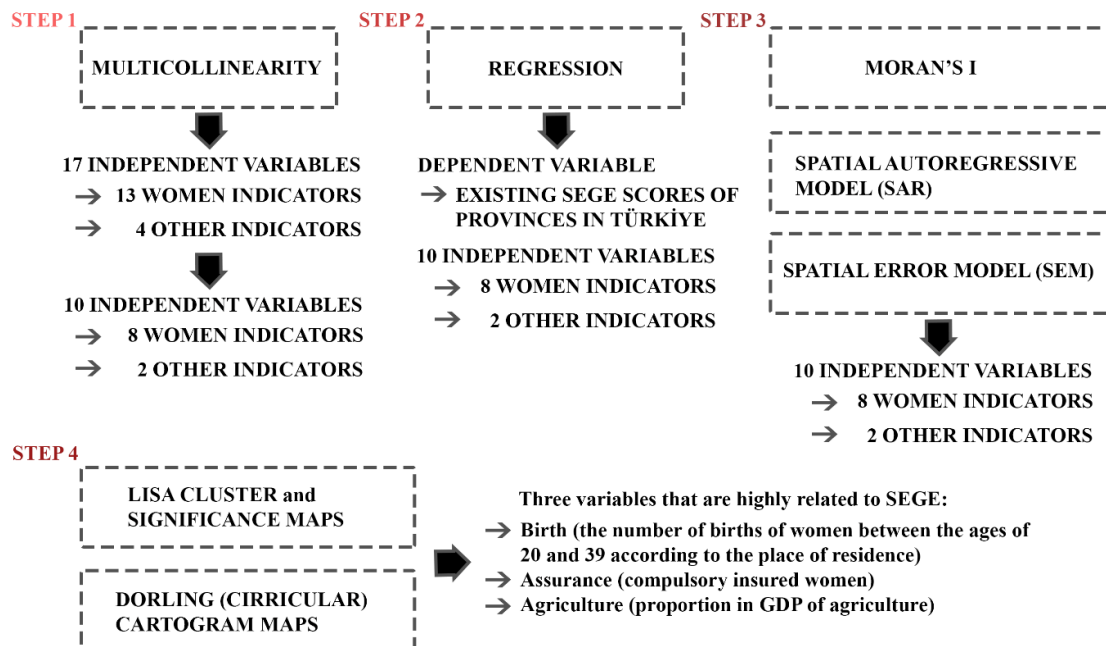 STEP 1
MULTICOLLINEARITY
17 INDEPENDENT VARIABLES
→ 13 WOMEN INDICATORS
→ 4 OTHER INDICATORS
10 INDEPENDENT VARIABLES
→ 8 WOMEN INDICATORS
→ 2 OTHER INDICATORS
STEP 2
REGRESSION
DEPENDENT VARIABLE
→ EXISTING SEGE SCORES OF
PROVINCES IN TÜRKİYE
10 INDEPENDENT VARIABLES
→ 8 WOMEN INDICATORS
→ 2 OTHER INDICATORS
STEP 3
MORAN'S I
SPATIAL AUTOREGRESSIVE
MODEL (SAR)
SPATIAL ERROR MODEL (SEM)
10 INDEPENDENT VARIABLES
→ 8 WOMEN INDICATORS
→ 2 OTHER INDICATORS
STEP 4
LISA CLUSTER and
SIGNIFICANCE MAPS
DORLING (CIRRICULAR)
CARTOGRAM MAPS
Three variables that are highly related to SEGE:
→ Birth (the number of births of women between the ages of
20 and 39 according to the place of residence)
→ Assurance (compulsory insured women)
→ Agriculture (proportion in GDP of agriculture)